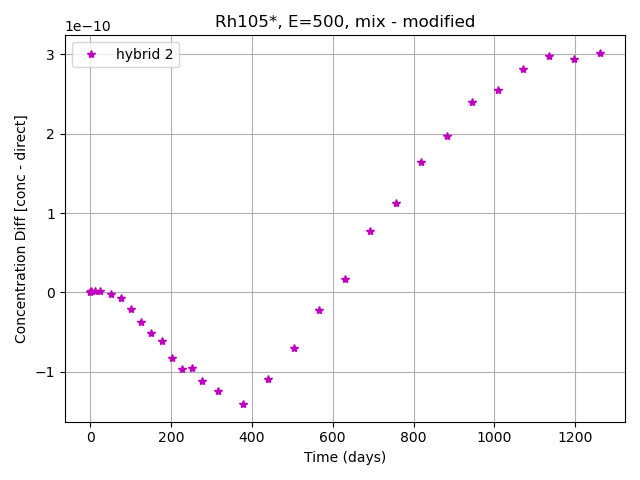 Rh105*, E=500, mix - modified
1e−10
hybrid 2
3
2
1
0
−1
Concentration Diff [conc - direct]
0 200 400 600 800 1000 1200
Time (days)